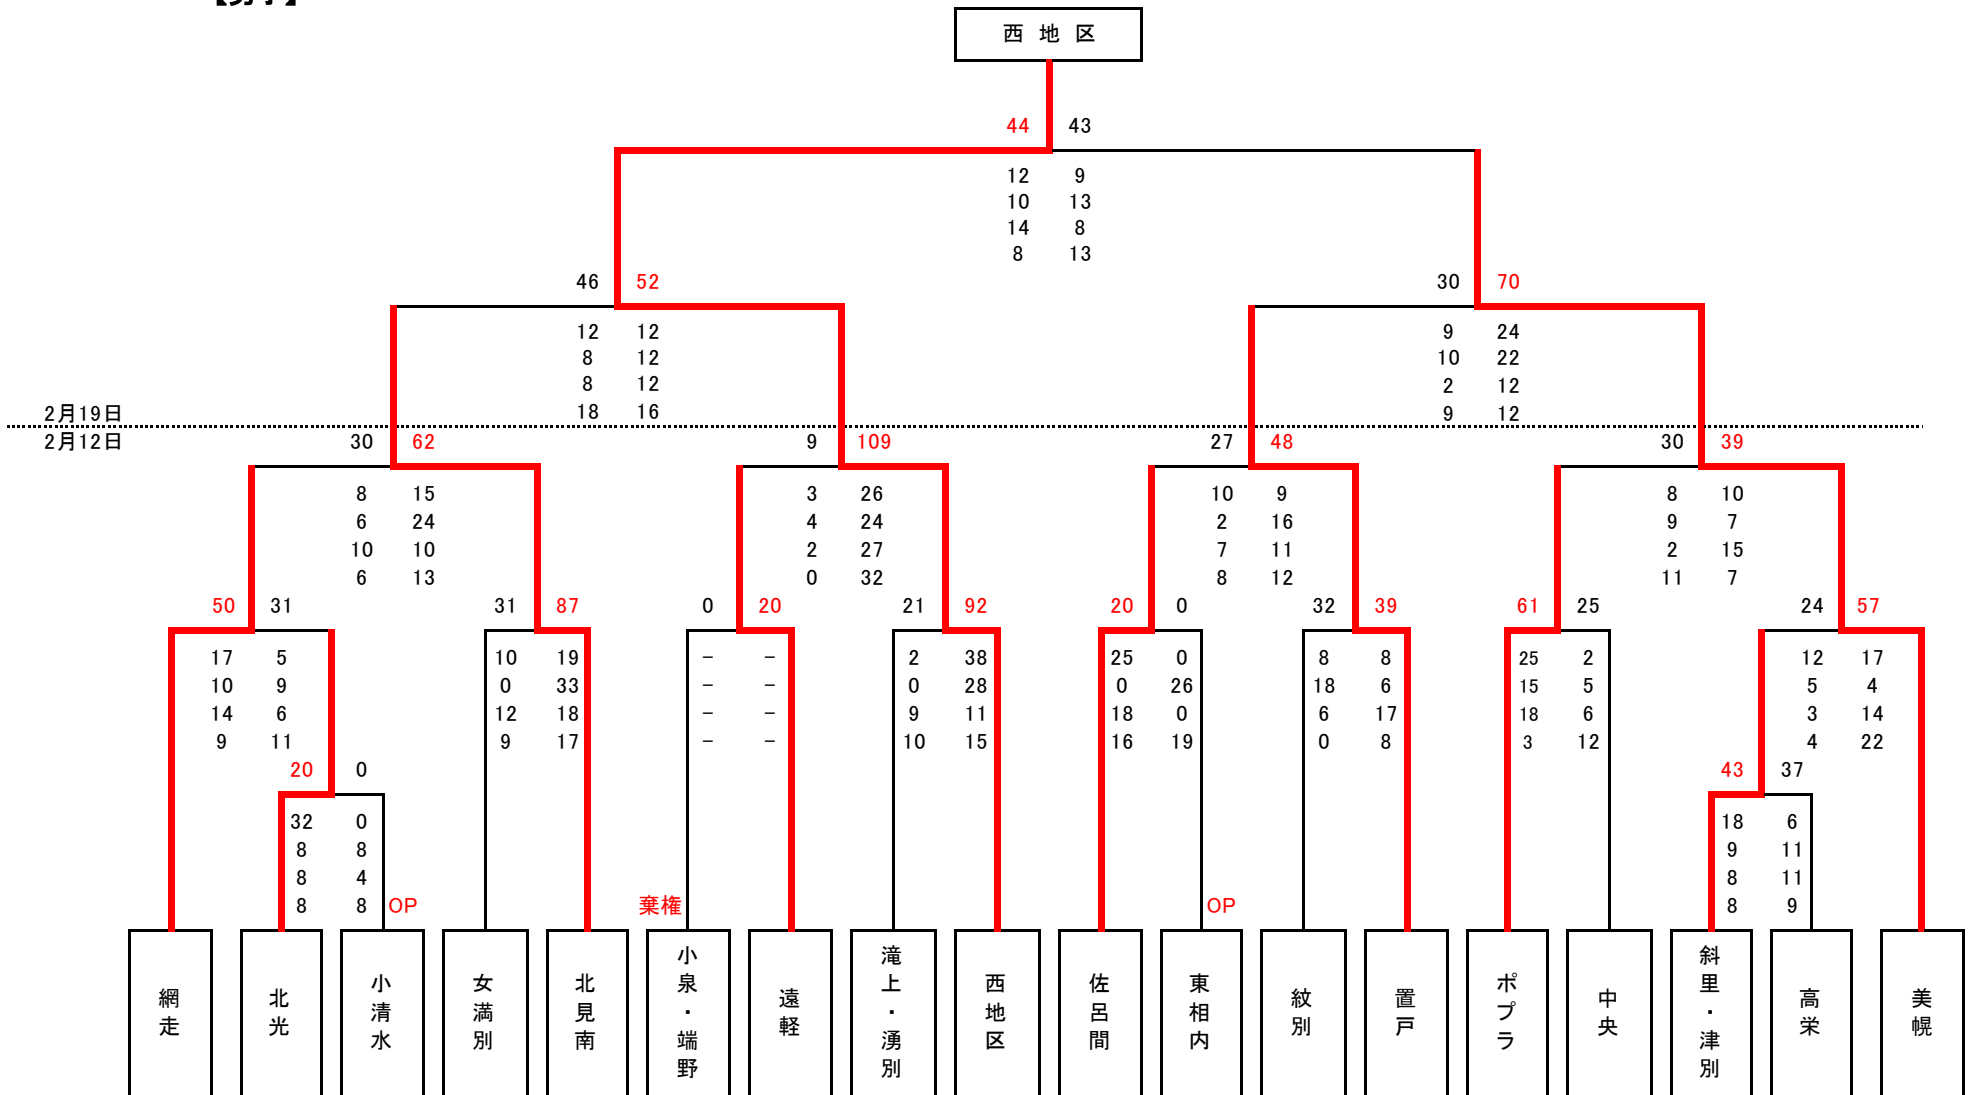 【男子】
西 地 区
44 43
12 9
10 13
14 8
8 13
46 52 30 70
12 12 9 24
8 12 10 22
8 12 2 12
18 16 9 12
2月19日
2月12日
30 62 9 109 27 48 30 39
8 15 3 26 10 9 8 10
6 24 4 24 2 16 9 7
10 10 2 27 7 11 2 15
6 13 0 32 8 12 11 7
50 31 31 87 0 20 21 92 20 0 32 39 61 25 24 57
17 5 10 19 － － 2 38 25 0 8 8 25 2 12 17
10 9 0 33 － － 0 28 0 26 18 6 15 5 5 4
14 6 12 18 － － 9 11 18 0 6 17 18 6 3 14
9 11 9 17 － － 10 15 16 19 0 8 3 12 4 22
20 0 43 37
32 0 18 6
8 8 9 11
8 4 8 11
8 8 OP 棄権 OP 8 9
網走
北光
小清水
女満別
北見南
小泉・端野
遠軽
滝上・湧別
西地区
佐呂間
東相内
紋別
置戸
ポプラ
中央
斜里・津別
高栄
美幌